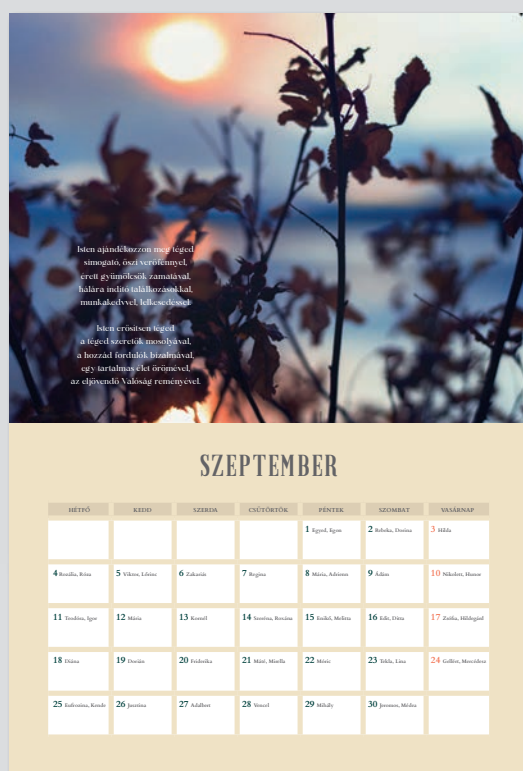 Isten ajándékozzon meg téged
simogató, őszi verőfénnyel,
érett gyümölcsök zamatával,
hálára indító találkozásokkal,
munkakedvvel, lelkesedéssel.
Isten erősítsen téged
a téged szeretők mosolyával,
a hozzád fordulók bizalmával,
egy tartalmas élet örömével,
az eljövendő Valóság reményével.
SZEPTEMBER
HÉTFŐ KEDD SZERDA CSÜTÖRTÖK PÉNTEK SZOMBAT VASÁRNAP
1 Egyed, Egon 2 Rebeka, Dorina 3 Hilda
4 Rozália, Róza 5 Viktor, Lőrinc 6 Zakariás 7 Regina 8 Mária, Adrienn 9 Ádám 10 Nikolett, Hunor
11 Teodóra, Igor 12 Mária 13 Kornél 14 Szeréna, Roxána 15 Enikő, Melitta 16 Edit, Ditta 17 Zsófia, Hildegárd
18 Diána 19 Dorián 20 Friderika 21 Máté, Mirella 22 Móric 23 Tekla, Lina 24 Gellért, Mercédesz
25 Eufrozina, Kende 26 Jusztina 27 Adalbert 28 Vencel 29 Mihály 30 Jeromos, Médea